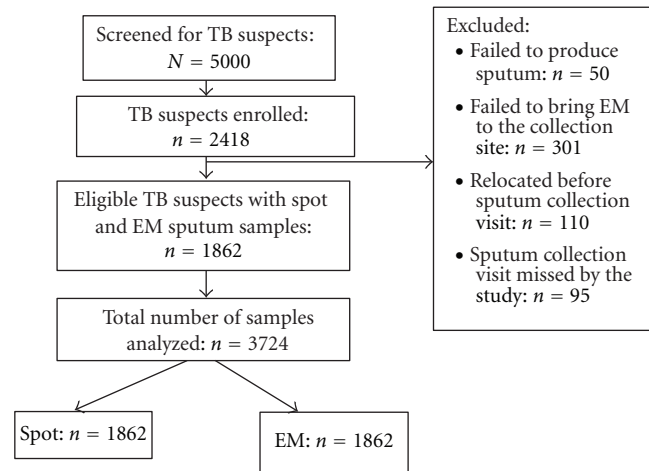 Screened for TB suspects:
N = 5000
TB suspects enrolled:
n = 2418
Eligible TB suspects with spot
and EM sputum samples:
n = 1862
Total number of samples
analyzed: n = 3724
Spot: n = 1862
EM: n = 1862
Excluded:
• Failed to produce
sputum: n = 50
• Failed to bring EM
to the collection
site: n = 301
• Relocated before
sputum collection
visit: n = 110
• Sputum collection
visit missed by the
study: n = 95